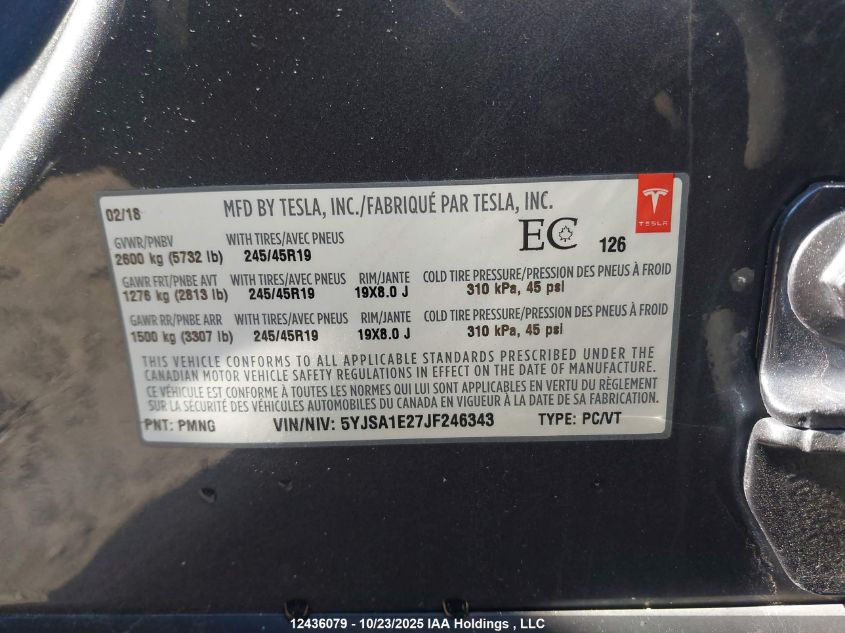 02/18 MFD BY TESLA, INC./FABRIQUÉ PAR TESLA, INC.
TESLA
GVWR/PNBV WITH TIRES/AVEC PNEUS
2600 kg (5732 lb) 245/45R19
EC 126
GAWR FRT/PNBE AVT WITH TIRES/AVEC PNEUS RIM/JANTE COLD TIRE PRESSURE/PRESSION DES PNEUS À FROID
1276 kg (2813 lb) 245/45R19 19X8.0 J 310 kPa, 45 psi
GAWR RR/PNBE ARR WITH TIRES/AVEC PNEUS RIM/JANTE COLD TIRE PRESSURE/PRESSION DES PNEUS À FROID
1500 kg (3307 lb) 245/45R19 19X8.0 J 310 kPa, 45 psi
THIS VEHICLE CONFORMS TO ALL APPLICABLE STANDARDS PRESCRIBED UNDER THE
CANADIAN MOTOR VEHICLE SAFETY REGULATIONS IN EFFECT ON THE DATE OF MANUFACTURE.
CE VÉHICULE EST CONFORME À TOUTES LES NORMES QUI LUI SONT APPLICABLES EN VERTU DU RÈGLEMENT
SUR LA SÉCURITÉ DES VÉHICULES AUTOMOBILES DU CANADA EN VIGUEUR À LA DATE DE SA FABRICATION.
PNT: PMNG VIN/NIV: 5YJSA1E27JF246343 TYPE: PC/VT
12436079 - 10/23/2025 IAA Holdings, LLC.